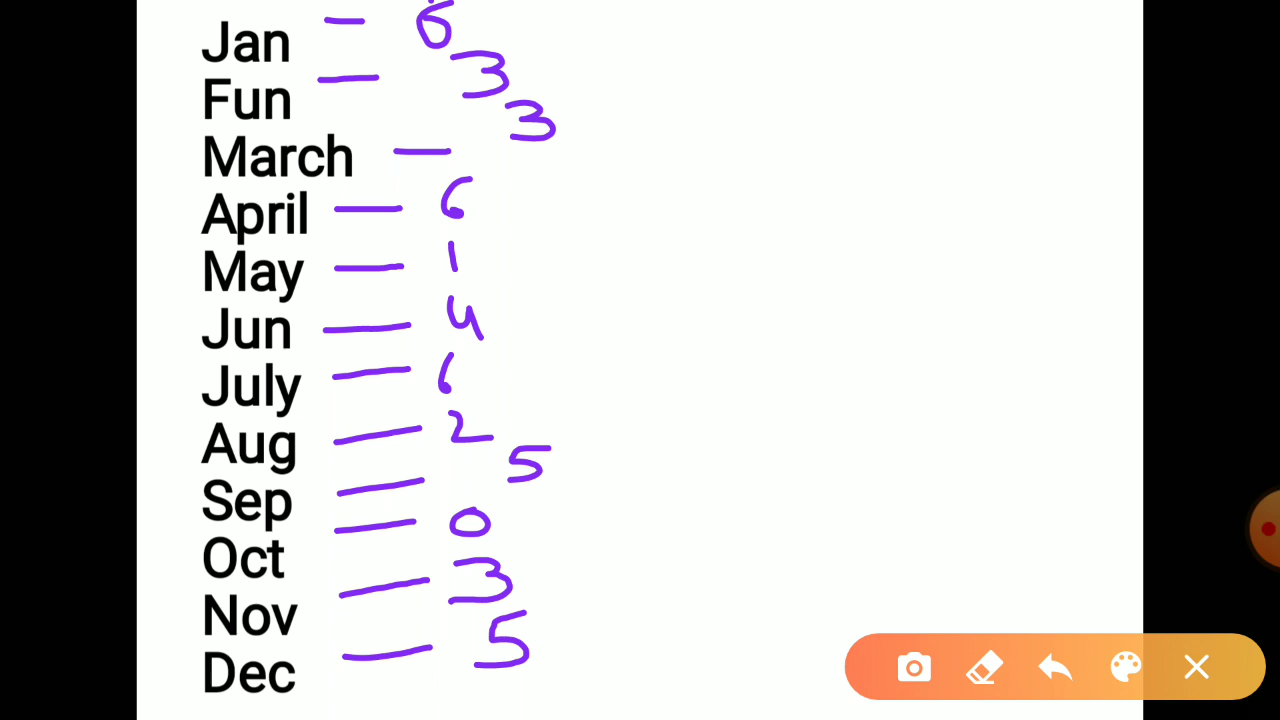 Jan — 0
Fun — 3
March — 3
April — 6
May — 1
Jun — 4
July — 6
Aug — 2
Sep — 5
Oct — 0
Nov — 3
Dec — 5